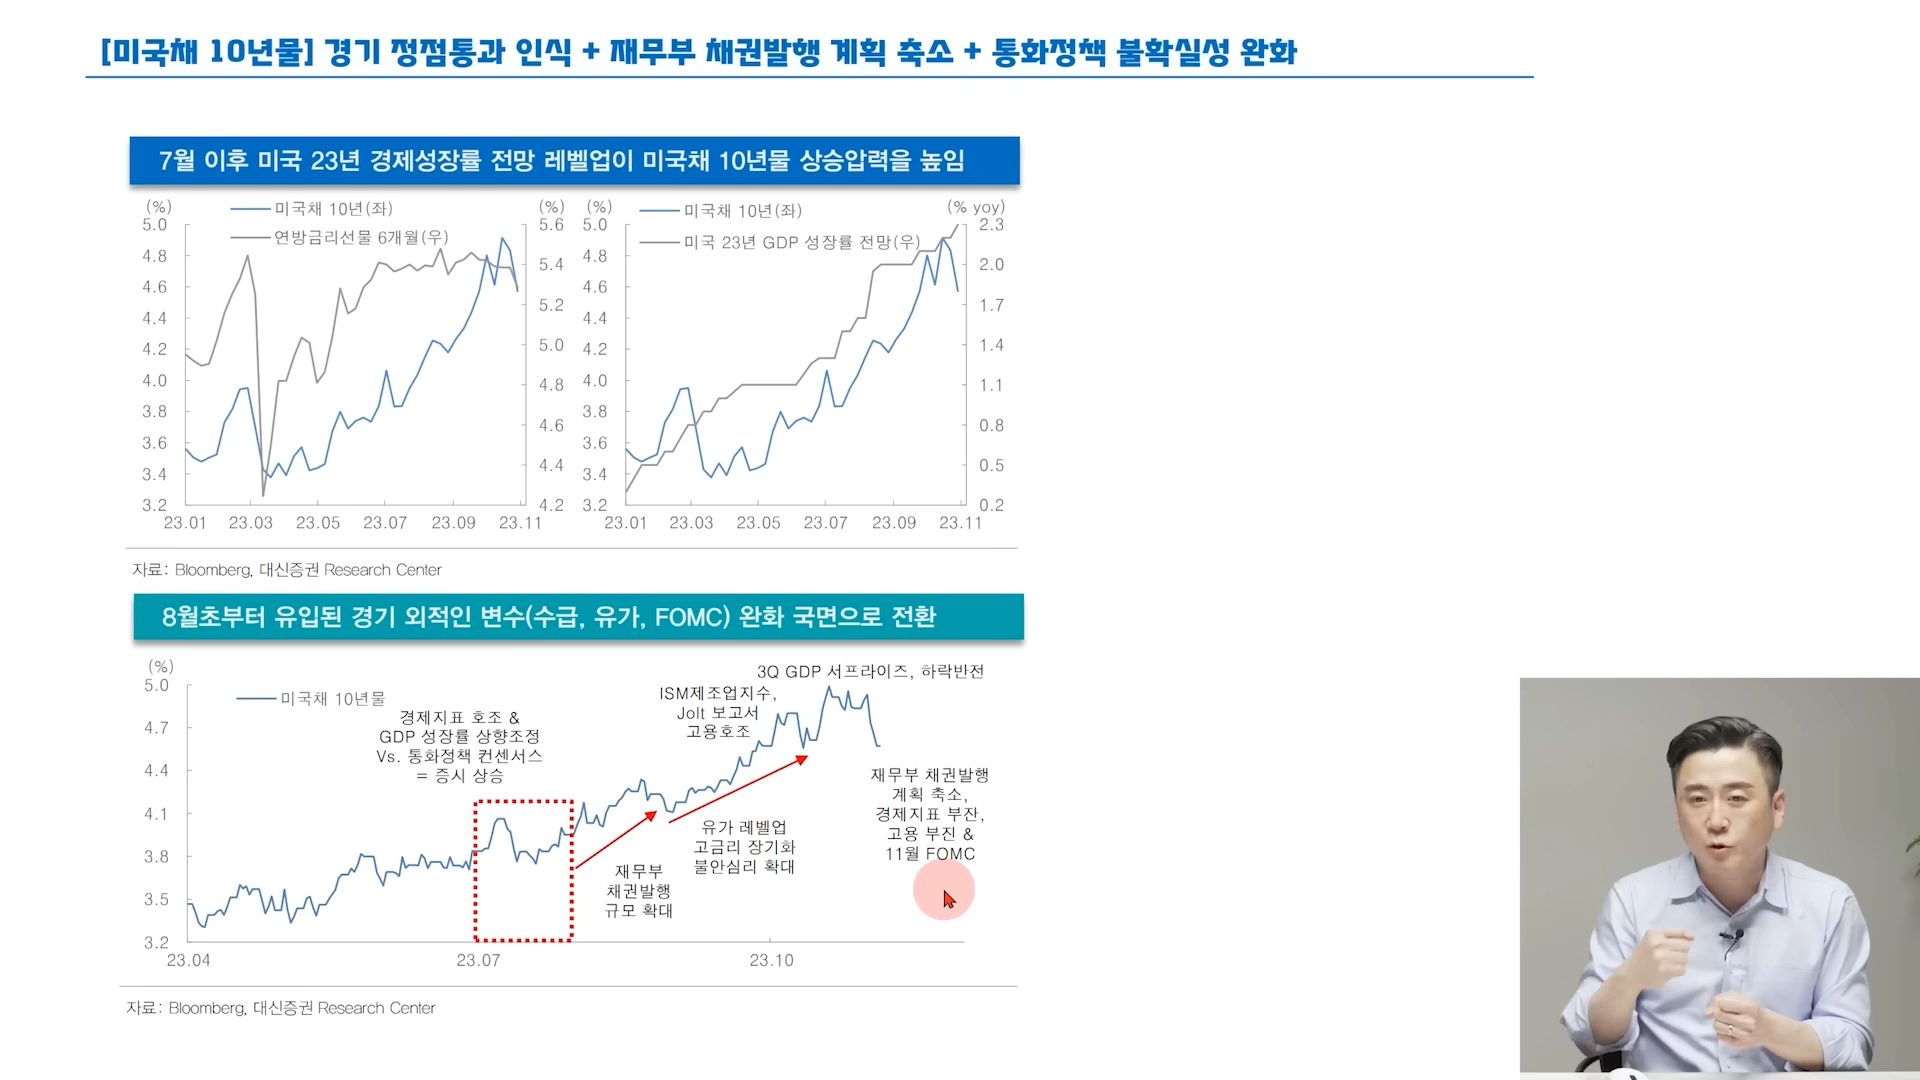 [미국채 10년물] 경기 정점통과 인식 + 재무부 채권발행 계획 축소 + 통화정책 불확실성 완화
7월 이후 미국 23년 경제성장률 전망 레벨업이 미국채 10년물 상승압력을 높임
(%)
미국채 10년(좌)
연방금리선물 6개월(우)
(%)
5.0
4.8
4.6
4.4
4.2
4.0
3.8
3.6
3.4
3.2
5.6
5.4
5.2
5.0
4.8
4.6
4.4
4.2
23.01 23.03 23.05 23.07 23.09 23.11
(%)
미국채 10년(좌)
미국 23년 GDP 성장률 전망(우)
(% yoy)
5.0
4.8
4.6
4.4
4.2
4.0
3.8
3.6
3.4
3.2
2.3
2.0
1.7
1.4
1.1
0.8
0.5
0.2
23.01 23.03 23.05 23.07 23.09 23.11
자료: Bloomberg, 대신증권 Research Center
8월초부터 유입된 경기 외적인 변수(수급, 유가, FOMC) 완화 국면으로 전환
(%)
5.0
4.7
4.4
4.1
3.8
3.5
3.2
미국채 10년물
경제지표 호조 &
GDP 성장률 상향조정
Vs. 통화정책 컨센서스
= 증시 상승
재무부
채권발행
규모 확대
ISM제조업지수,
Jolt 보고서
고용호조
유가 레벨업
고금리 장기화
불안심리 확대
3Q GDP 서프라이즈, 하락반전
재무부 채권발행
계획 축소,
경제지표 부잔,
고용 부진 &
11월 FOMC
23.04 23.07 23.10
자료: Bloomberg, 대신증권 Research Center